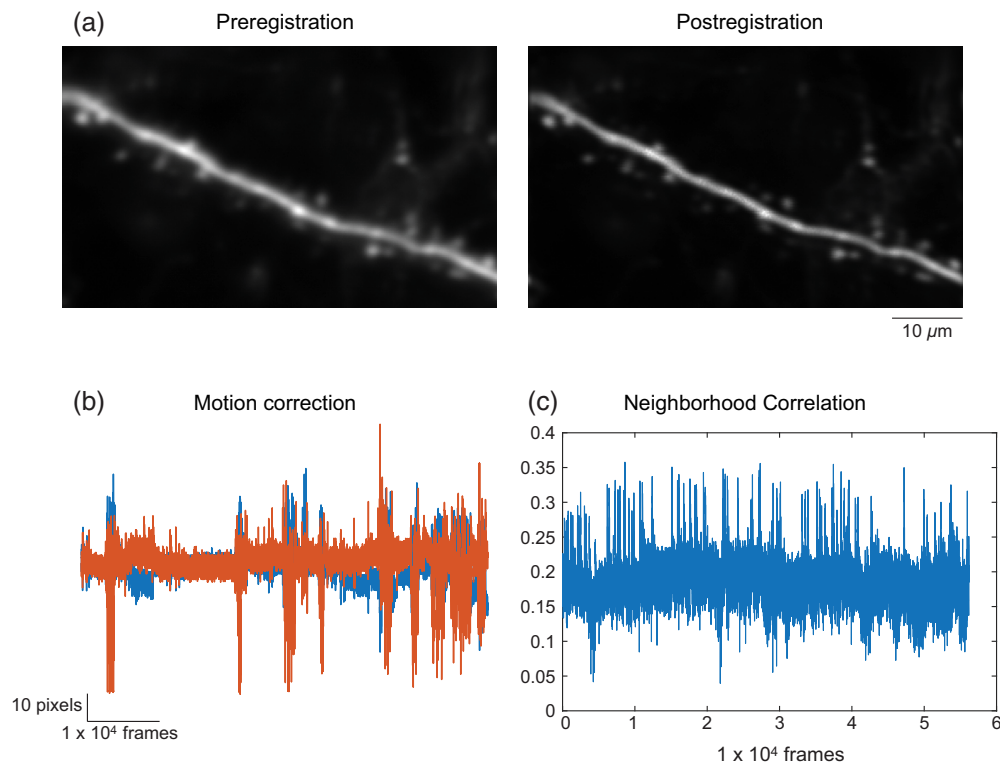 (a)
Preregistration
Postregistration
10 μm
(b)
Motion correction
10 pixels
1 x 10⁴ frames
(c)
Neighborhood Correlation
0.4
0.35
0.3
0.25
0.2
0.15
0.1
0.05
0
0 1 2 3 4 5 6
1 x 10⁴ frames